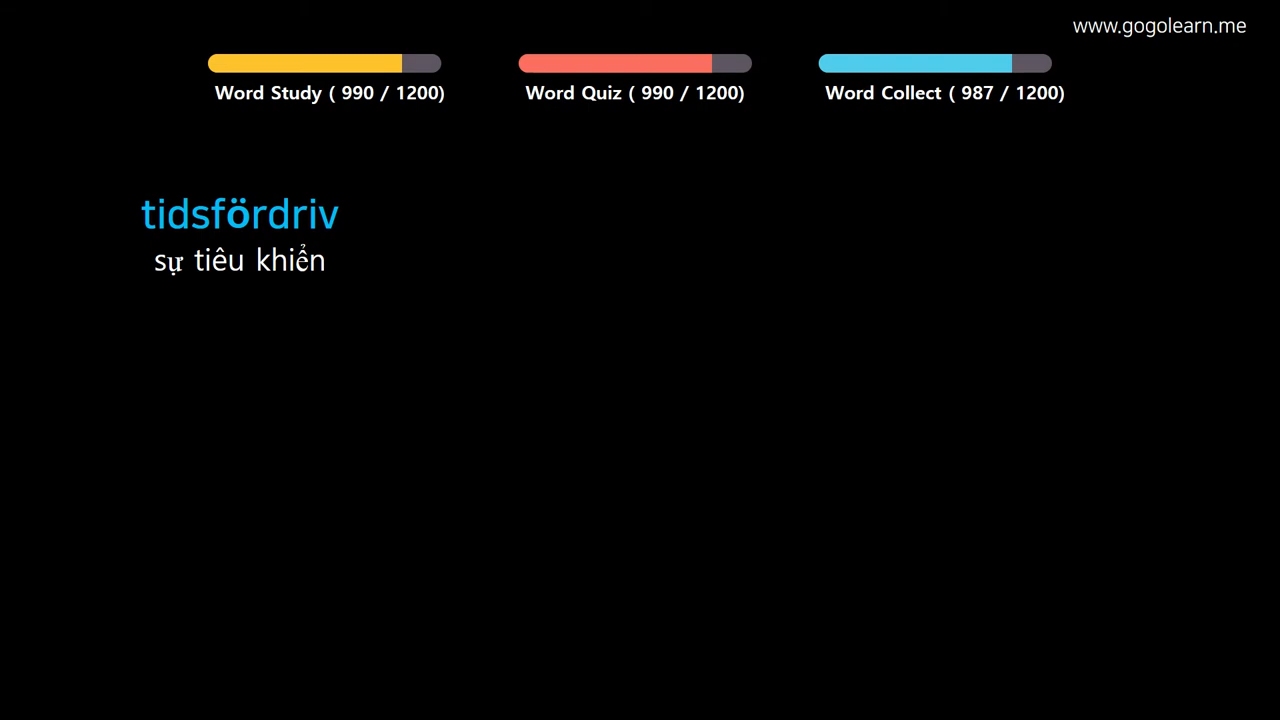 www.gogolearn.me
Word Study ( 990 / 1200)
Word Quiz ( 990 / 1200)
Word Collect ( 987 / 1200)
tidsfördriv
sự tiêu khiển